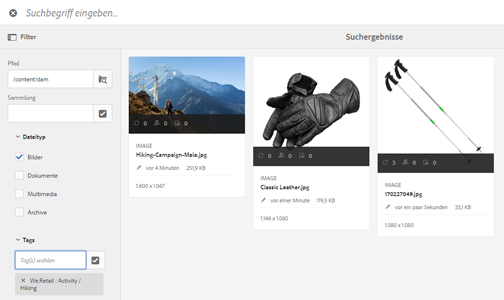 Suchbegriff eingeben...
Filter
Suchergebnisse
Pfad
/content/dam
Sammlung
Dateityp
Bilder
Dokumente
Multimedia
Archive
Tags
Tag(s) wählen
We.Retail : Activity /
Hiking
0 0 0
IMAGE
Hiking-Campaign-Male.jpg
vor 4 Minuten 251,9 KB
1.600 x 1.067
0 0 0
IMAGE
Classic Leather.jpg
vor einer Minute 119,5 KB
1.146 x 1.080
3 0 0
IMAGE
170227049.jpg
vor ein paar Sekunden 33,1 KB
1.080 x 1.080